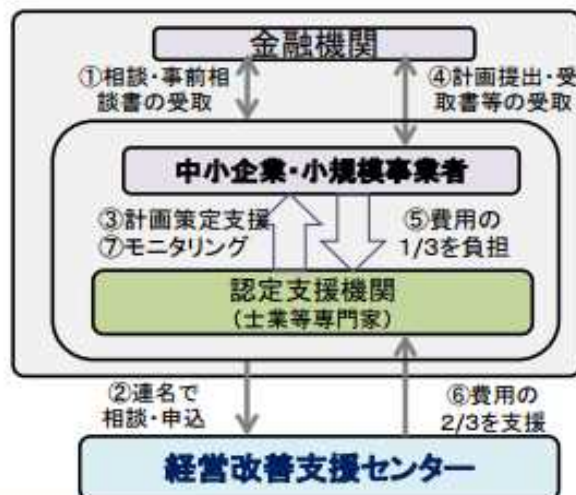 金融機関
①相談・事前相
談書の受取
④計画提出・受
取書等の受取
中小企業・小規模事業者
③計画策定支援
⑦モニタリング
⑤費用の
1/3を負担
認定支援機関
（士業等専門家）
②連名で
相談・申込
⑥費用の
2/3を支援
経営改善支援センター